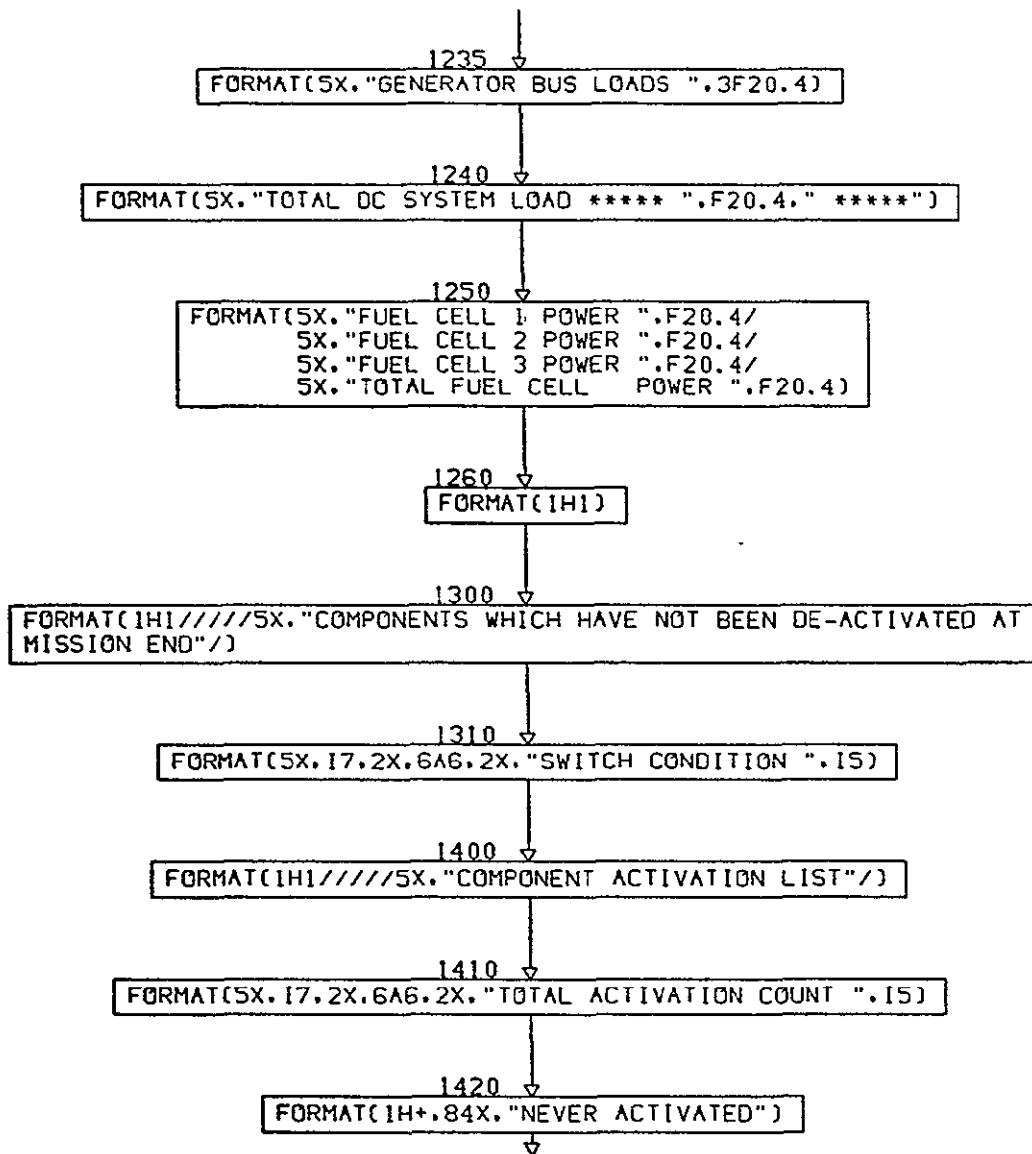 1235
FORMAT(5X."GENERATOR BUS LOADS ".3F20.4)
1240
FORMAT(5X."TOTAL DC SYSTEM LOAD ***** ".F20.4." *****")
1250
FORMAT(5X."FUEL CELL 1 POWER ".F20.4/
5X."FUEL CELL 2 POWER ".F20.4/
5X."FUEL CELL 3 POWER ".F20.4/
5X."TOTAL FUEL CELL   POWER ".F20.4)
1260
FORMAT(1H1)
1300
FORMAT(1H1/////5X."COMPONENTS WHICH HAVE NOT BEEN DE-ACTIVATED AT
MISSION END"/)
1310
FORMAT(5X.I7.2X.6A6.2X."SWITCH CONDITION ".I5)
1400
FORMAT(1H1/////5X."COMPONENT ACTIVATION LIST"/)
1410
FORMAT(5X.I7.2X.6A6.2X."TOTAL ACTIVATION COUNT ".I5)
1420
FORMAT(1H+.84X."NEVER ACTIVATED")